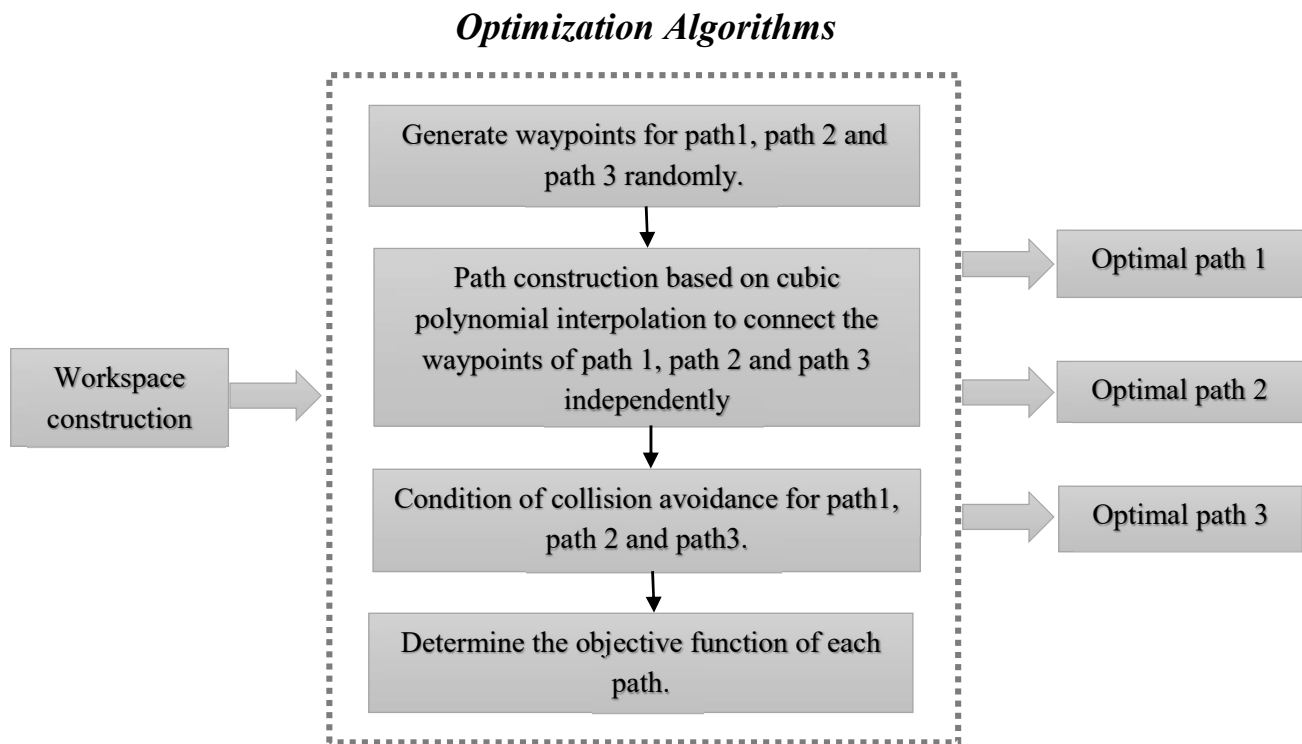 Optimization Algorithms
Generate waypoints for path1, path 2 and
path 3 randomly.
Path construction based on cubic
polynomial interpolation to connect the
waypoints of path 1, path 2 and path 3
independently
Condition of collision avoidance for path1,
path 2 and path3.
Determine the objective function of each
path.
Workspace
construction
Optimal path 1
Optimal path 2
Optimal path 3